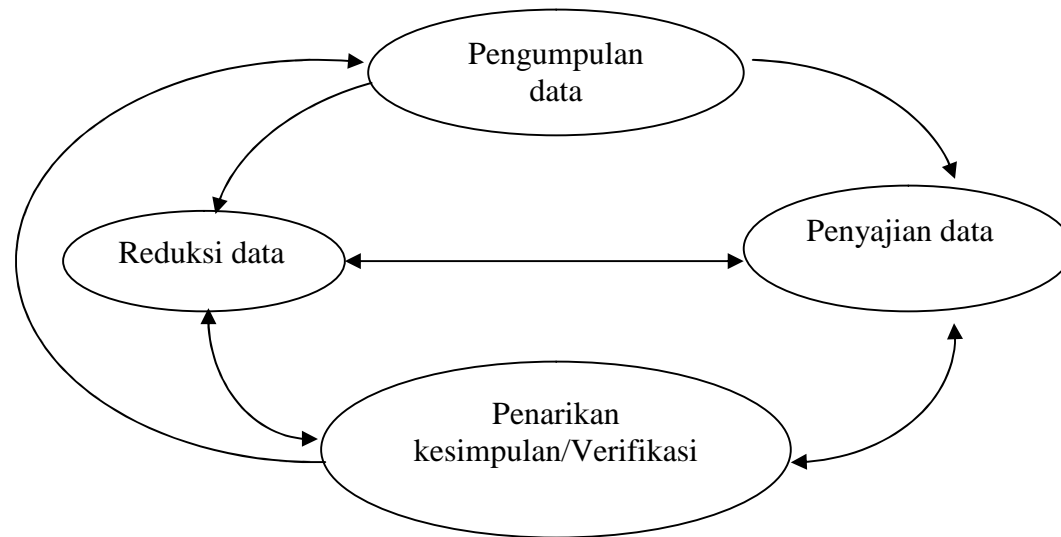 Pengumpulan
data
Reduksi data
Penyajian data
Penarikan
kesimpulan/Verifikasi